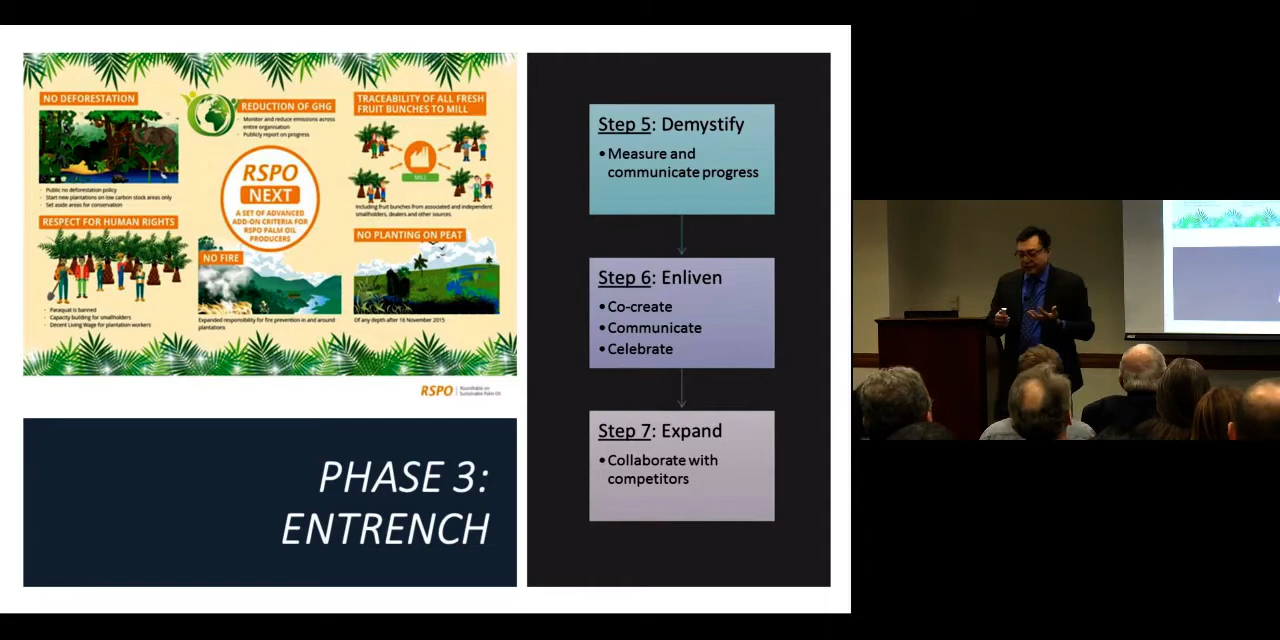 NO DEFORESTATION
Public no deforestation policy
Start new plantations on low carbon stock areas only
Set aside areas for conservation
REDUCTION OF GHG
• Monitor and reduce emissions across
entire organisation
• Publicly report on progress
TRACEABILITY OF ALL FRESH
FRUIT BUNCHES TO MILL
MILL
Including fruit bunches from associated and independent
smallholders, dealers and other sources
RSPO
NEXT
A SET OF ADVANCED
ADD-ON CRITERIA FOR
RSPO PALM OIL
PRODUCERS
RESPECT FOR HUMAN RIGHTS
Paraquat is banned
Capacity building for smallholders
Decent Living Wage for plantation workers
NO FIRE
Expanded responsibility for fire prevention in and around
plantations
NO PLANTING ON PEAT
Of any depth after 16 November 2015
RSPO
Roundtable on
Sustainable Palm Oil
PHASE 3:
ENTRENCH
Step 5: Demystify
• Measure and
communicate progress
Step 6: Enliven
• Co-create
• Communicate
• Celebrate
Step 7: Expand
• Collaborate with
competitors